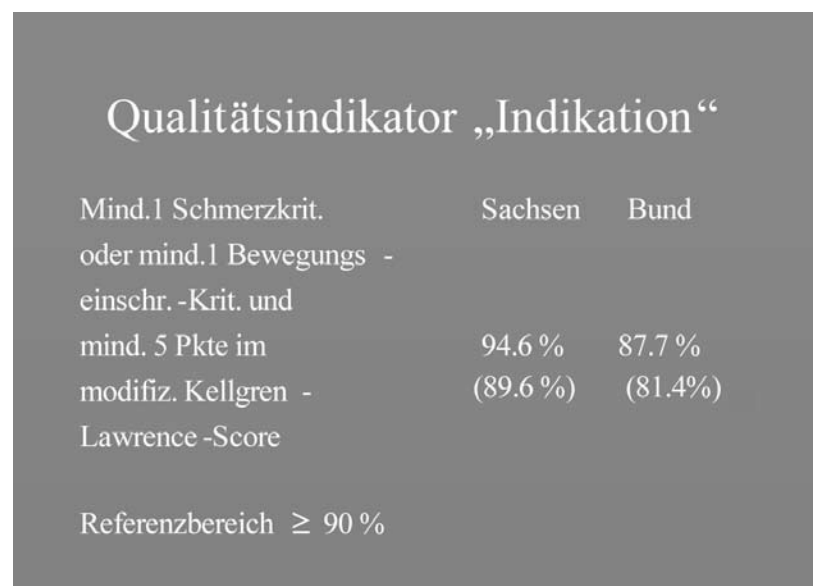 Qualitätsindikator „Indikation“
Mind.1 Schmerzkrit. Sachsen Bund
oder mind.1 Bewegungs -
einschr. -Krit. und
mind. 5 Pkte im 94.6 % 87.7 %
modifiz. Kellgren - (89.6 %) (81.4%)
Lawrence -Score
Referenzbereich ≥ 90 %